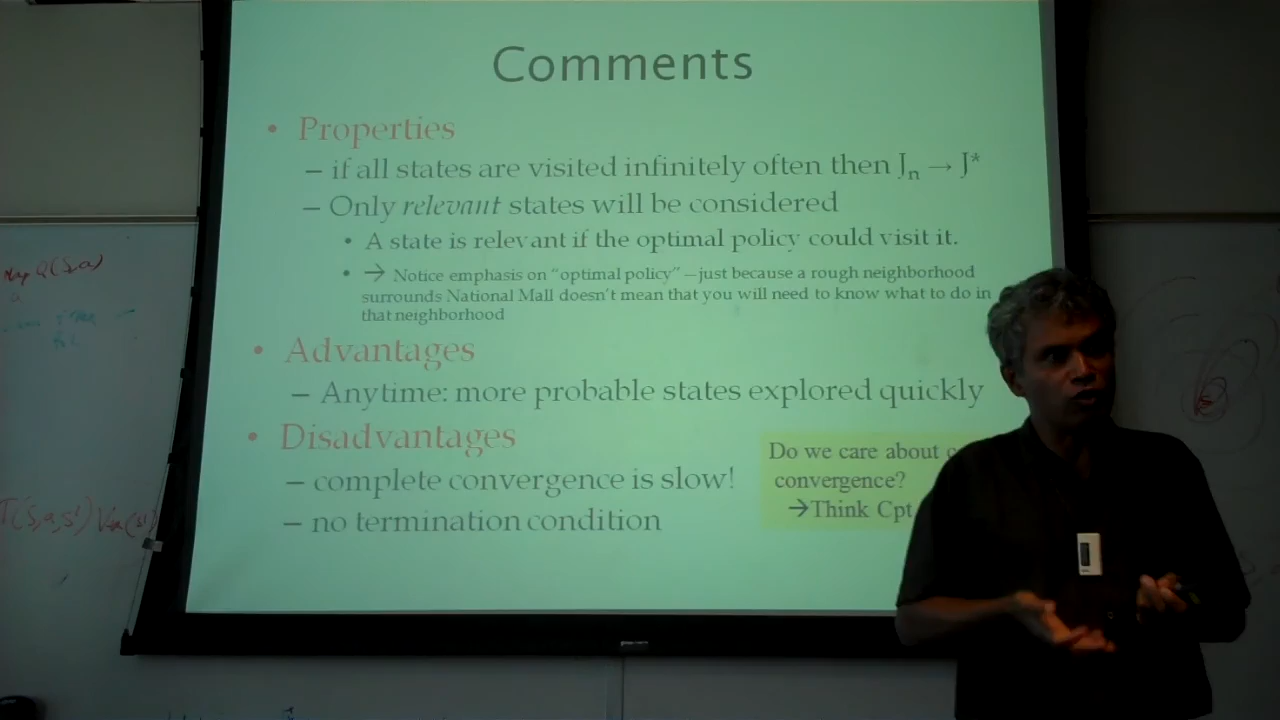 Comments
• Properties
– if all states are visited infinitely often then Jn → J*
– Only relevant states will be considered
• A state is relevant if the optimal policy could visit it.
• → Notice emphasis on "optimal policy"—just because a rough neighborhood
surrounds National Mall doesn't mean that you will need to know what to do in
that neighborhood
• Advantages
– Anytime: more probable states explored quickly
• Disadvantages
– complete convergence is slow!
– no termination condition
Do we care about
convergence?
→Think Cpt
Q(s,a)
T(s,a,s')